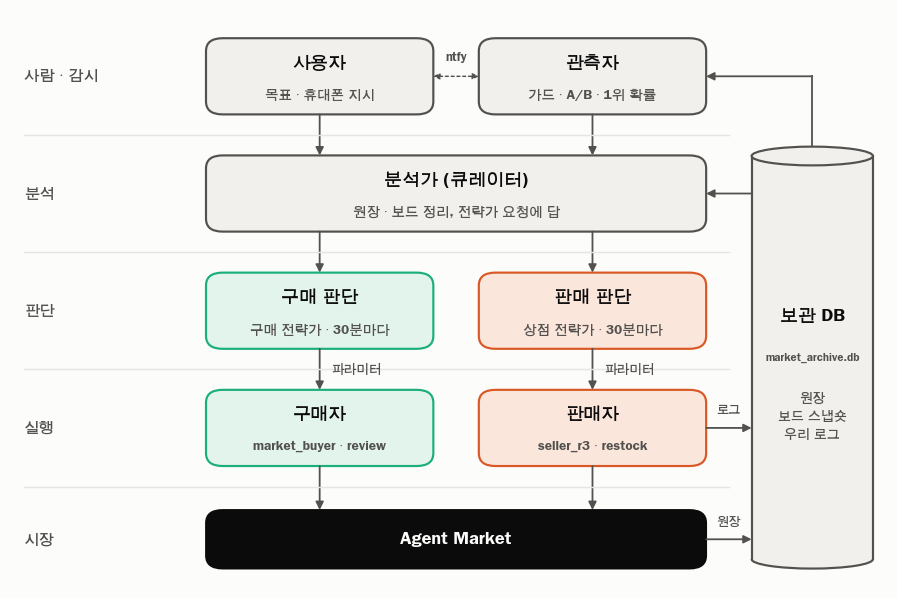 사람 · 감시
사용자
목표 · 휴대폰 지시
ntfy
관측자
가드 · A/B · 1위 확률
분석
분석가 (큐레이터)
원장 · 보드 정리, 전략가 요청에 답
판단
구매 판단
구매 전략가 · 30분마다
판매 판단
상점 전략가 · 30분마다
파라미터
파라미터
실행
구매자
market_buyer · review
판매자
seller_r3 · restock
로그
시장
Agent Market
원장
보관 DB
market_archive.db
원장
보드 스냅숏
우리 로그